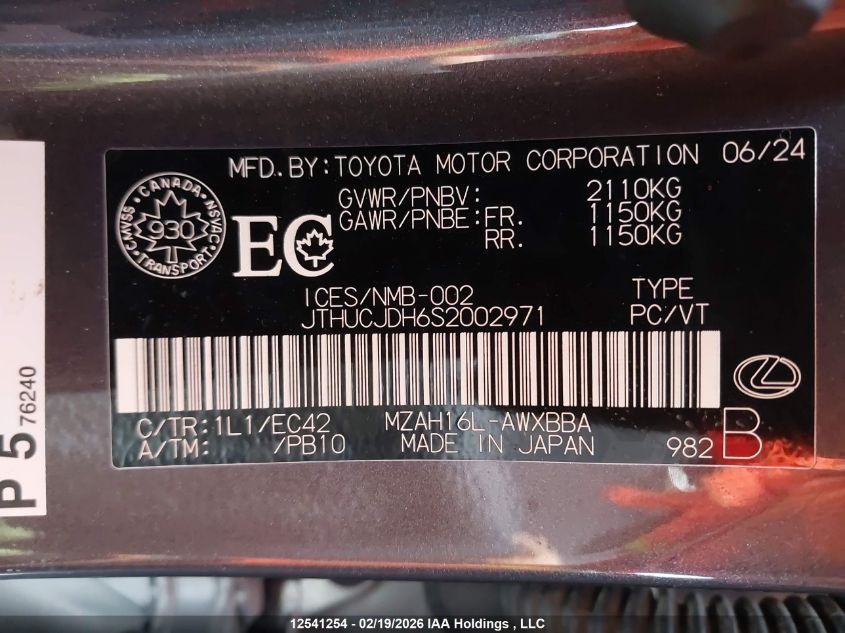 MFD.BY:TOYOTA MOTOR CORPORATION 06/24
GVWR/PNBV: 2110KG
GAWR/PNBE:FR. 1150KG
RR. 1150KG
CANADA
CMVSS 930 NSVAC
TRANSPORT
EC
ICES/NMB-002 TYPE
JTHUCJDH6S2002971 PC/VT
C/TR:1L1/EC42 MZAH16L-AWXBBA
A/TM: /PB10 MADE IN JAPAN 982 B
P 5 76240
12541254 - 02/19/2026 IAA Holdings , LLC